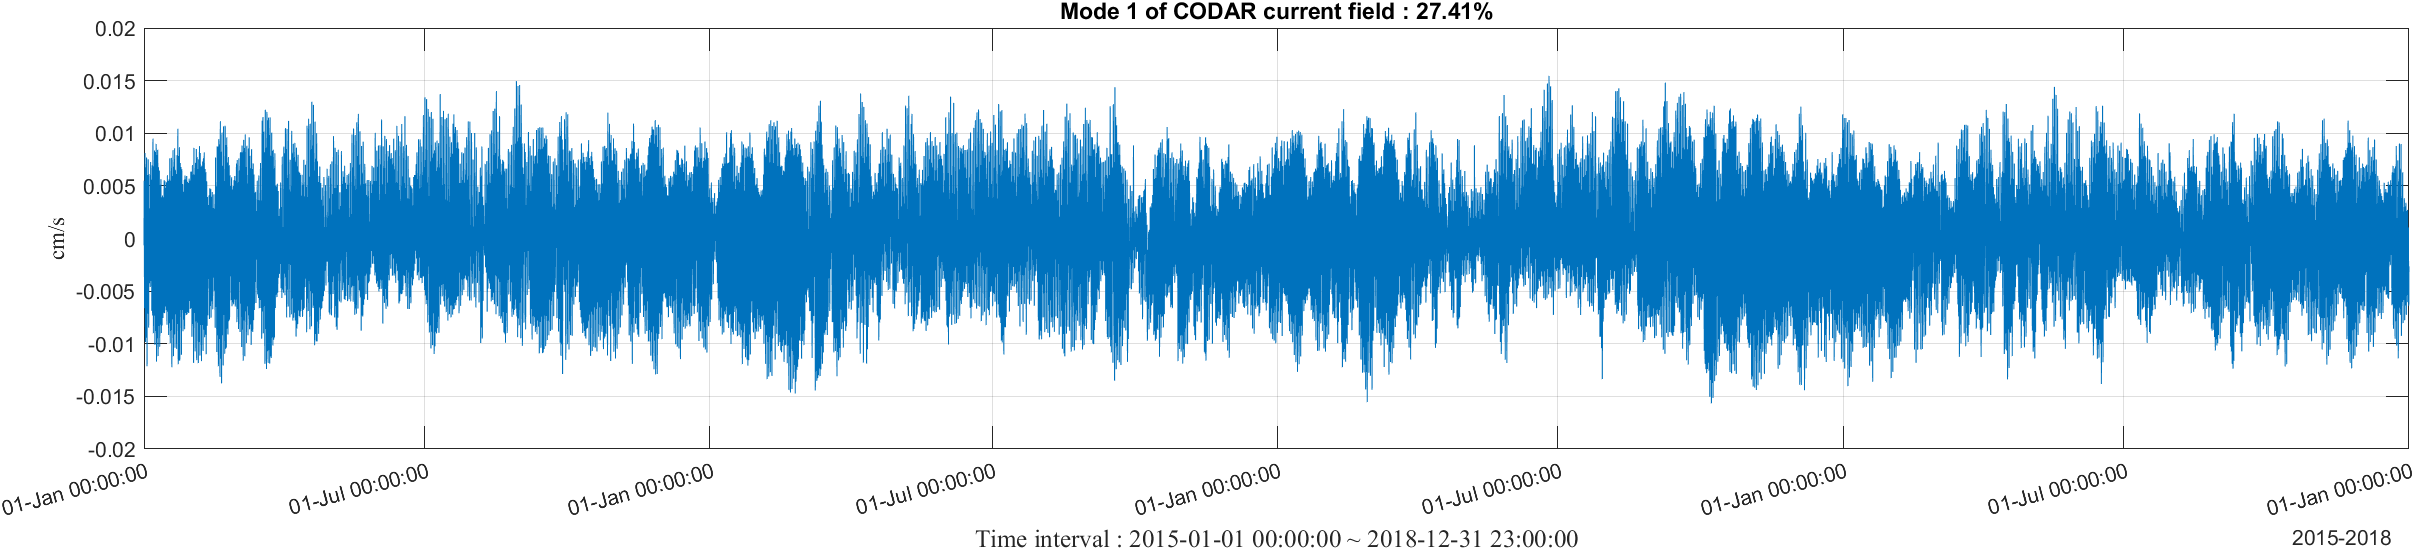 Mode 1 of CODAR current field : 27.41%
0.02
0.015
0.01
0.005
0
-0.005
-0.01
-0.015
-0.02
cm/s
01-Jan 00:00:00
01-Jul 00:00:00
01-Jan 00:00:00
01-Jul 00:00:00
01-Jan 00:00:00
01-Jul 00:00:00
01-Jan 00:00:00
01-Jul 00:00:00
01-Jan 00:00:00
Time interval : 2015-01-01 00:00:00 ~ 2018-12-31 23:00:00
2015-2018